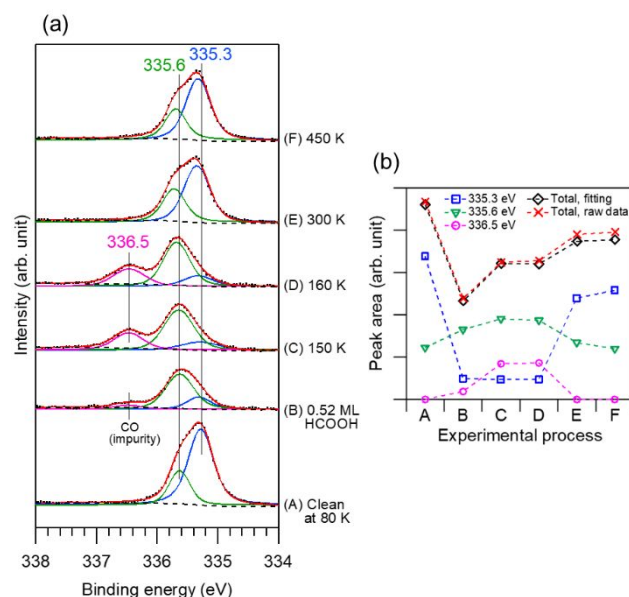 (a)
335.6
335.3
(F) 450 K
(E) 300 K
336.5
(D) 160 K
(C) 150 K
(B) 0.52 ML
HCOOH
CO
(impurity)
(A) Clean
at 80 K
338
337
336
335
334
Binding energy (eV)
Intensity (arb. unit)
(b)
335.3 eV
335.6 eV
336.5 eV
Total, fitting
Total, raw data
Peak area (arb. unit)
A
B
C
D
E
F
Experimental process